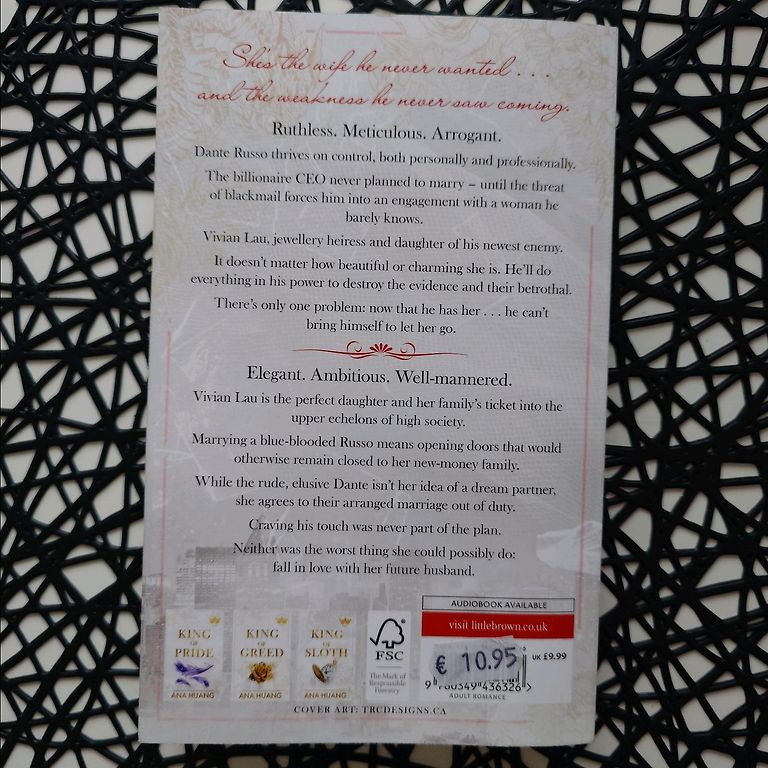 She's the wife he never wanted . . .
and the weakness he never saw coming.
Ruthless. Meticulous. Arrogant.
Dante Russo thrives on control, both personally and professionally.
The billionaire CEO never planned to marry – until the threat
of blackmail forces him into an engagement with a woman he
barely knows.
Vivian Lau, jewellery heiress and daughter of his newest enemy.
It doesn't matter how beautiful or charming she is. He'll do
everything in his power to destroy the evidence and their betrothal.
There's only one problem: now that he has her . . . he can't
bring himself to let her go.
Elegant. Ambitious. Well-mannered.
Vivian Lau is the perfect daughter and her family's ticket into the
upper echelons of high society.
Marrying a blue-blooded Russo means opening doors that would
otherwise remain closed to her new-money family.
While the rude, elusive Dante isn't her idea of a dream partner,
she agrees to their arranged marriage out of duty.
Craving his touch was never part of the plan.
Neither was the worst thing she could possibly do:
fall in love with her future husband.
KING
OF
PRIDE
ANA HUANG
KING
OF
GREED
ANA HUANG
KING
OF
SLOTH
ANA HUANG
FSC
The Mark of
Responsible
Forestry
AUDIOBOOK AVAILABLE
visit littlebrown.co.uk
€ 10.95
UK £9.99
9 780349 436326 >
ADULT ROMANCE
COVER ART: TRCDESIGNS.CA